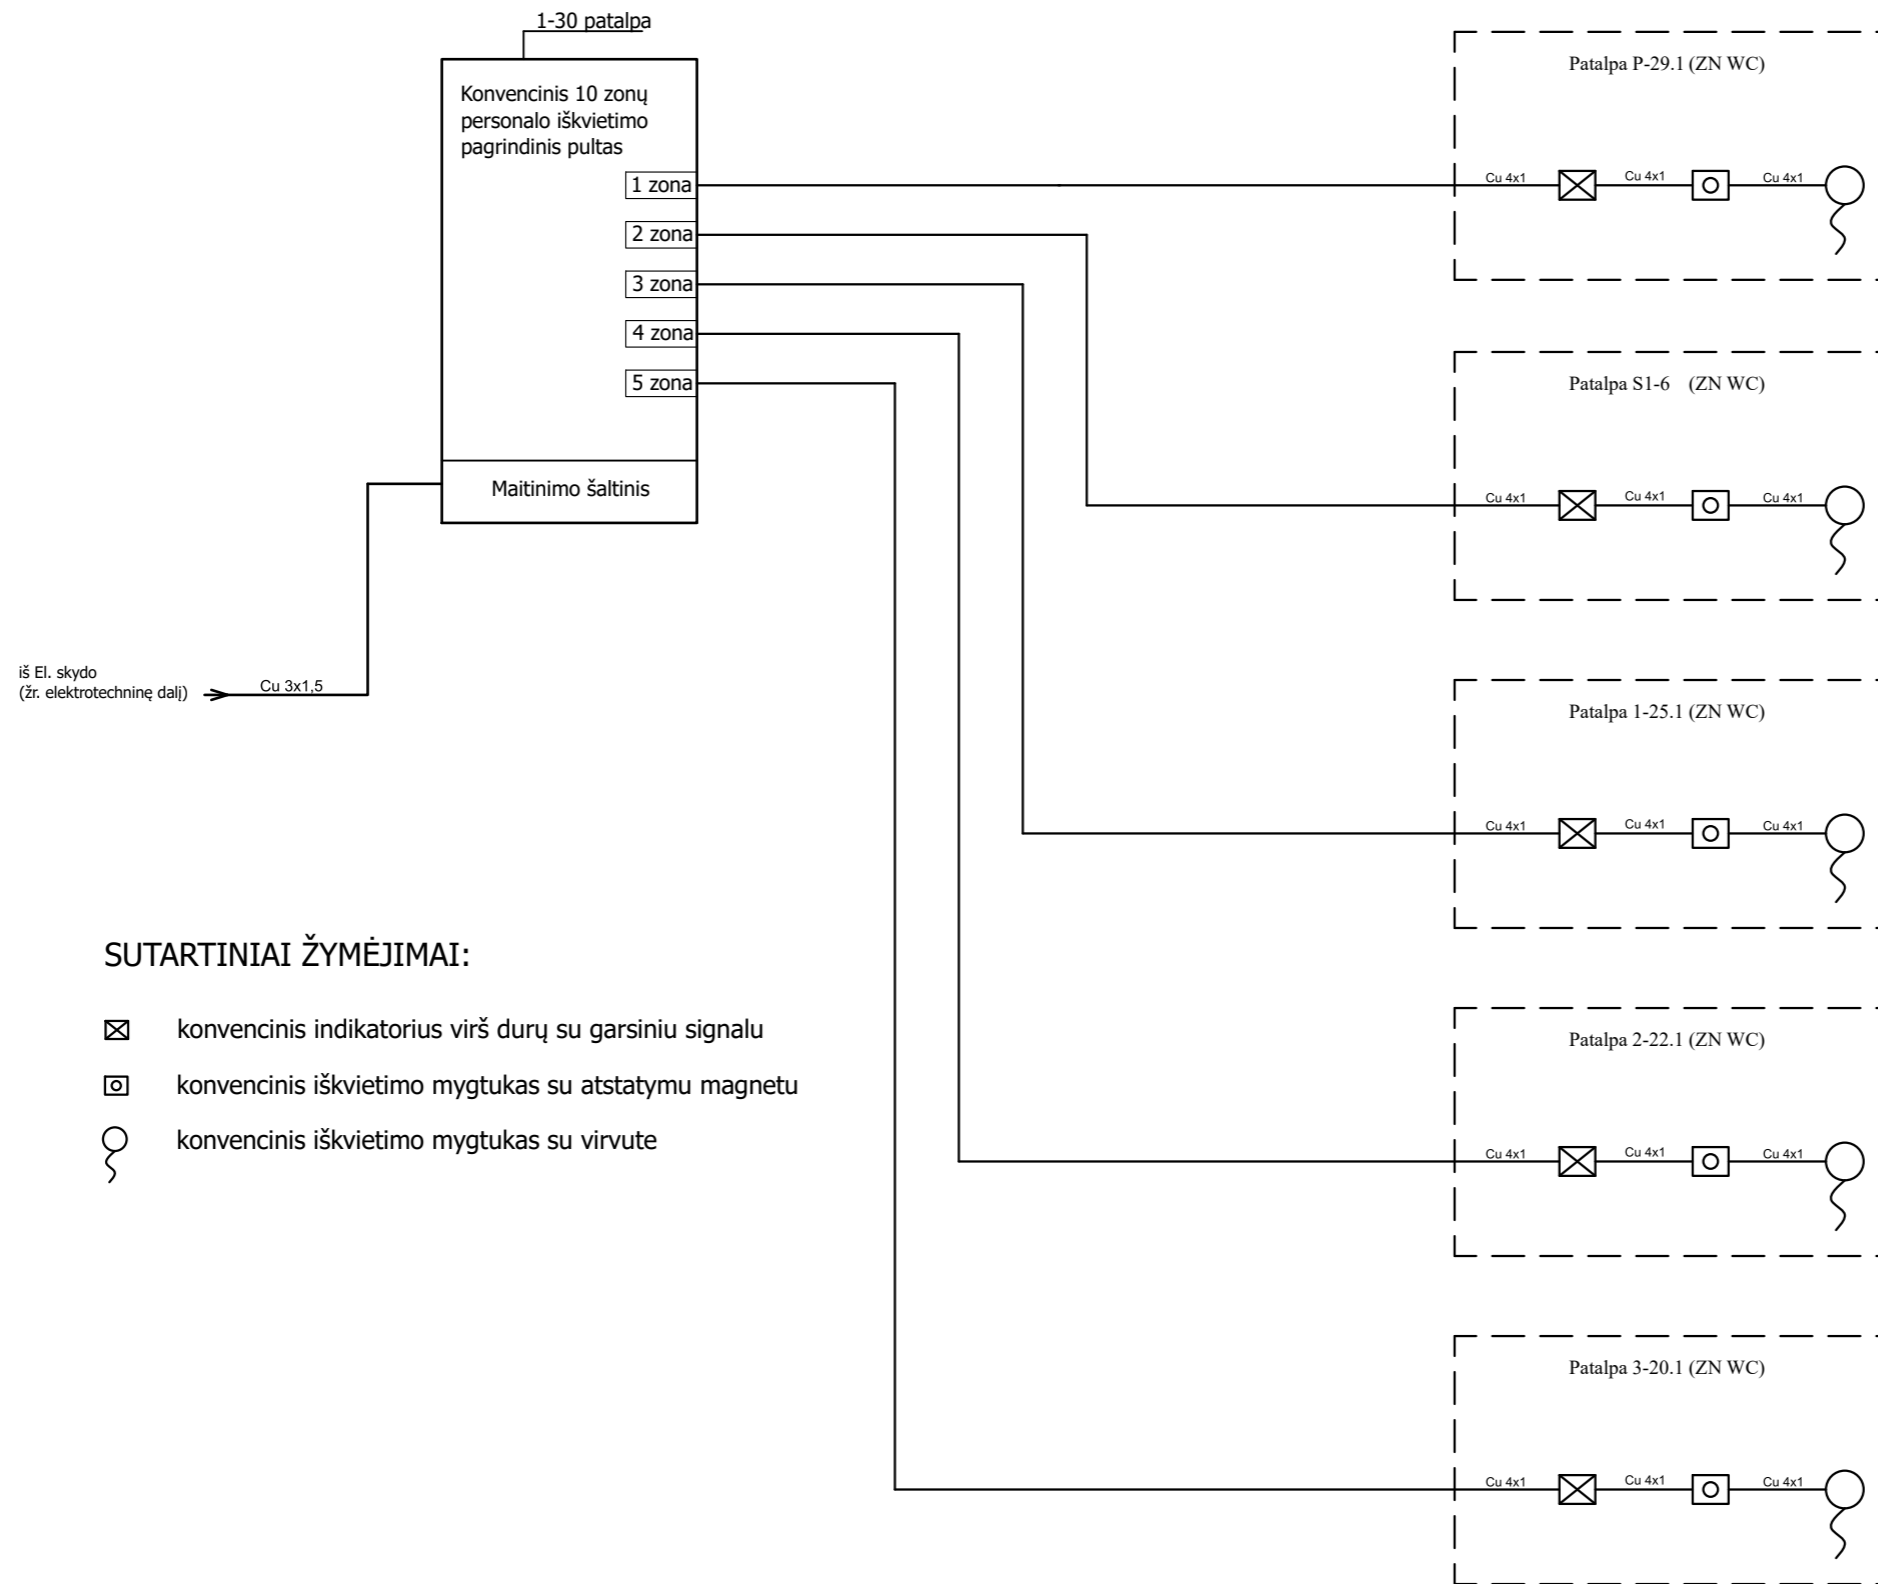 1-30 patalpa
Konvencinis 10 zonų
personalo iškvietimo
pagrindinis pultas
1 zona
2 zona
3 zona
4 zona
5 zona
Maitinimo šaltinis
iš El. skydo
(žr. elektrotechninę dalį)
Cu 3x1,5
Patalpa P-29.1 (ZN WC)
Cu 4x1 Cu 4x1 Cu 4x1
Patalpa S1-6 (ZN WC)
Cu 4x1 Cu 4x1 Cu 4x1
Patalpa 1-25.1 (ZN WC)
Cu 4x1 Cu 4x1 Cu 4x1
Patalpa 2-22.1 (ZN WC)
Cu 4x1 Cu 4x1 Cu 4x1
Patalpa 3-20.1 (ZN WC)
Cu 4x1 Cu 4x1 Cu 4x1
SUTARTINIAI ŽYMĖJIMAI:
konvencinis indikatorius virš durų su garsiniu signalu
konvencinis iškvietimo mygtukas su atstatymu magnetu
konvencinis iškvietimo mygtukas su virvute